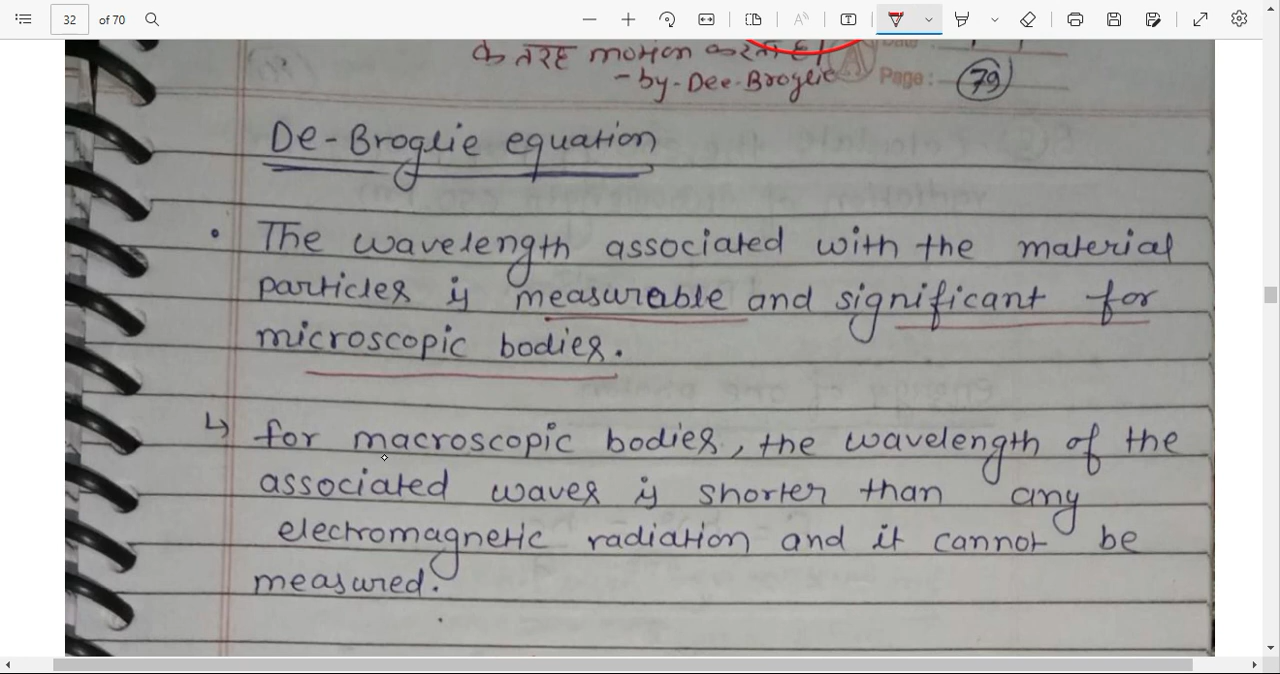 32 of 70
के तरह motion करते है।
-by-Dee-Broglie Page: 79
De-Broglie equation
• The wavelength associated with the material
particles is measurable and significant for
microscopic bodies.
↳ for macroscopic bodies, the wavelength of the
associated waves is shorter than any
electromagnetic radiation and it cannot be
measured.